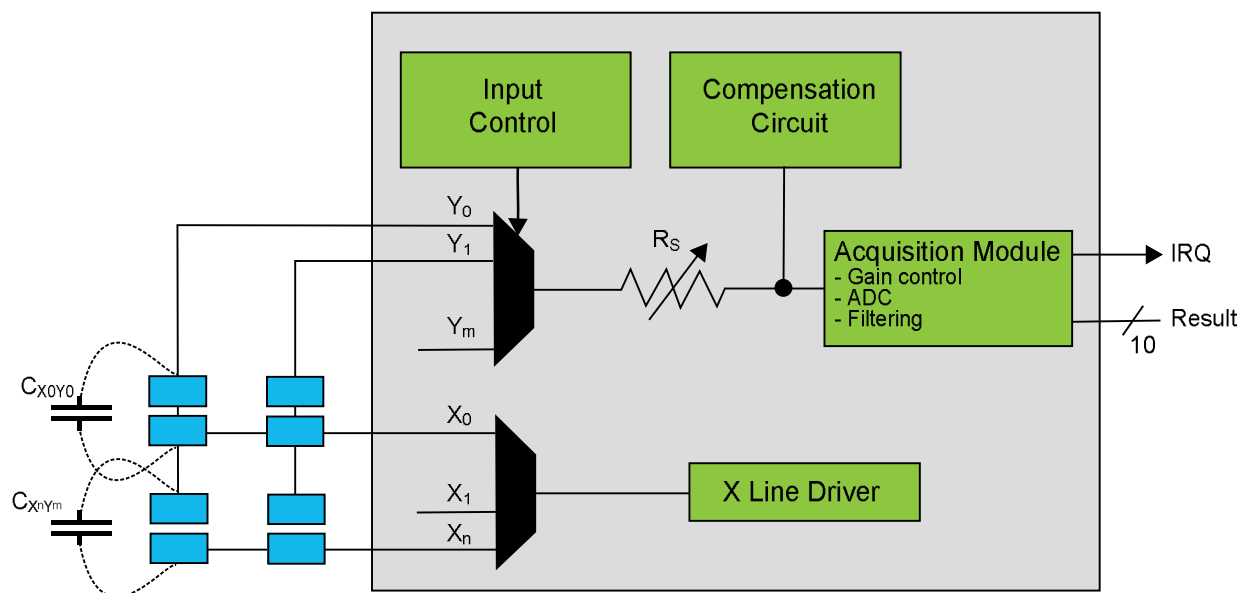 Input
Control
Compensation
Circuit
Y0
Y1
RS
Acquisition Module
- Gain control
- ADC
- Filtering
IRQ
Result
10
Ym
CX0Y0
X0
CXnYm
X1
X Line Driver
Xn